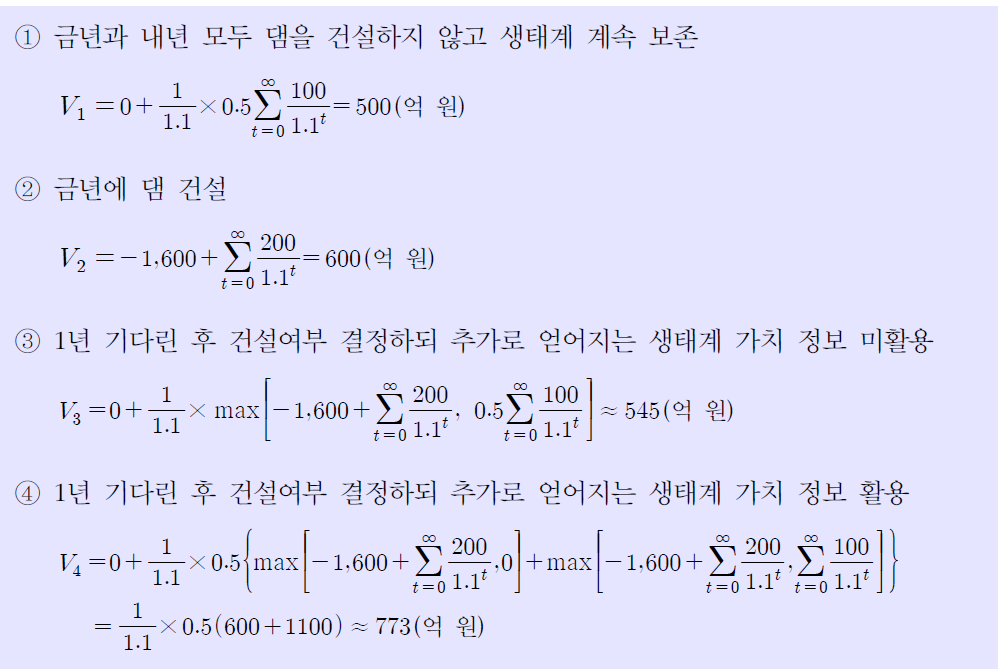 ① 금년과 내년 모두 댐을 건설하지 않고 생태계 계속 보존
$V_1 = 0 + \frac{1}{1.1} \times 0.5 \sum_{t=0}^{\infty} \frac{100}{1.1^t} = 500$(억 원)
② 금년에 댐 건설
$V_2 = -1,600 + \sum_{t=0}^{\infty} \frac{200}{1.1^t} = 600$(억 원)
③ 1년 기다린 후 건설여부 결정하되 추가로 얻어지는 생태계 가치 정보 미활용
$V_3 = 0 + \frac{1}{1.1} \times \max \left[ -1,600 + \sum_{t=0}^{\infty} \frac{200}{1.1^t}, \ 0.5 \sum_{t=0}^{\infty} \frac{100}{1.1^t} \right] \approx 545$(억 원)
④ 1년 기다린 후 건설여부 결정하되 추가로 얻어지는 생태계 가치 정보 활용
$V_4 = 0 + \frac{1}{1.1} \times 0.5 \left\{ \max \left[ -1,600 + \sum_{t=0}^{\infty} \frac{200}{1.1^t}, 0 \right] + \max \left[ -1,600 + \sum_{t=0}^{\infty} \frac{200}{1.1^t}, \sum_{t=0}^{\infty} \frac{100}{1.1^t} \right] \right\}$
$= \frac{1}{1.1} \times 0.5 (600 + 1100) \approx 773$(억 원)